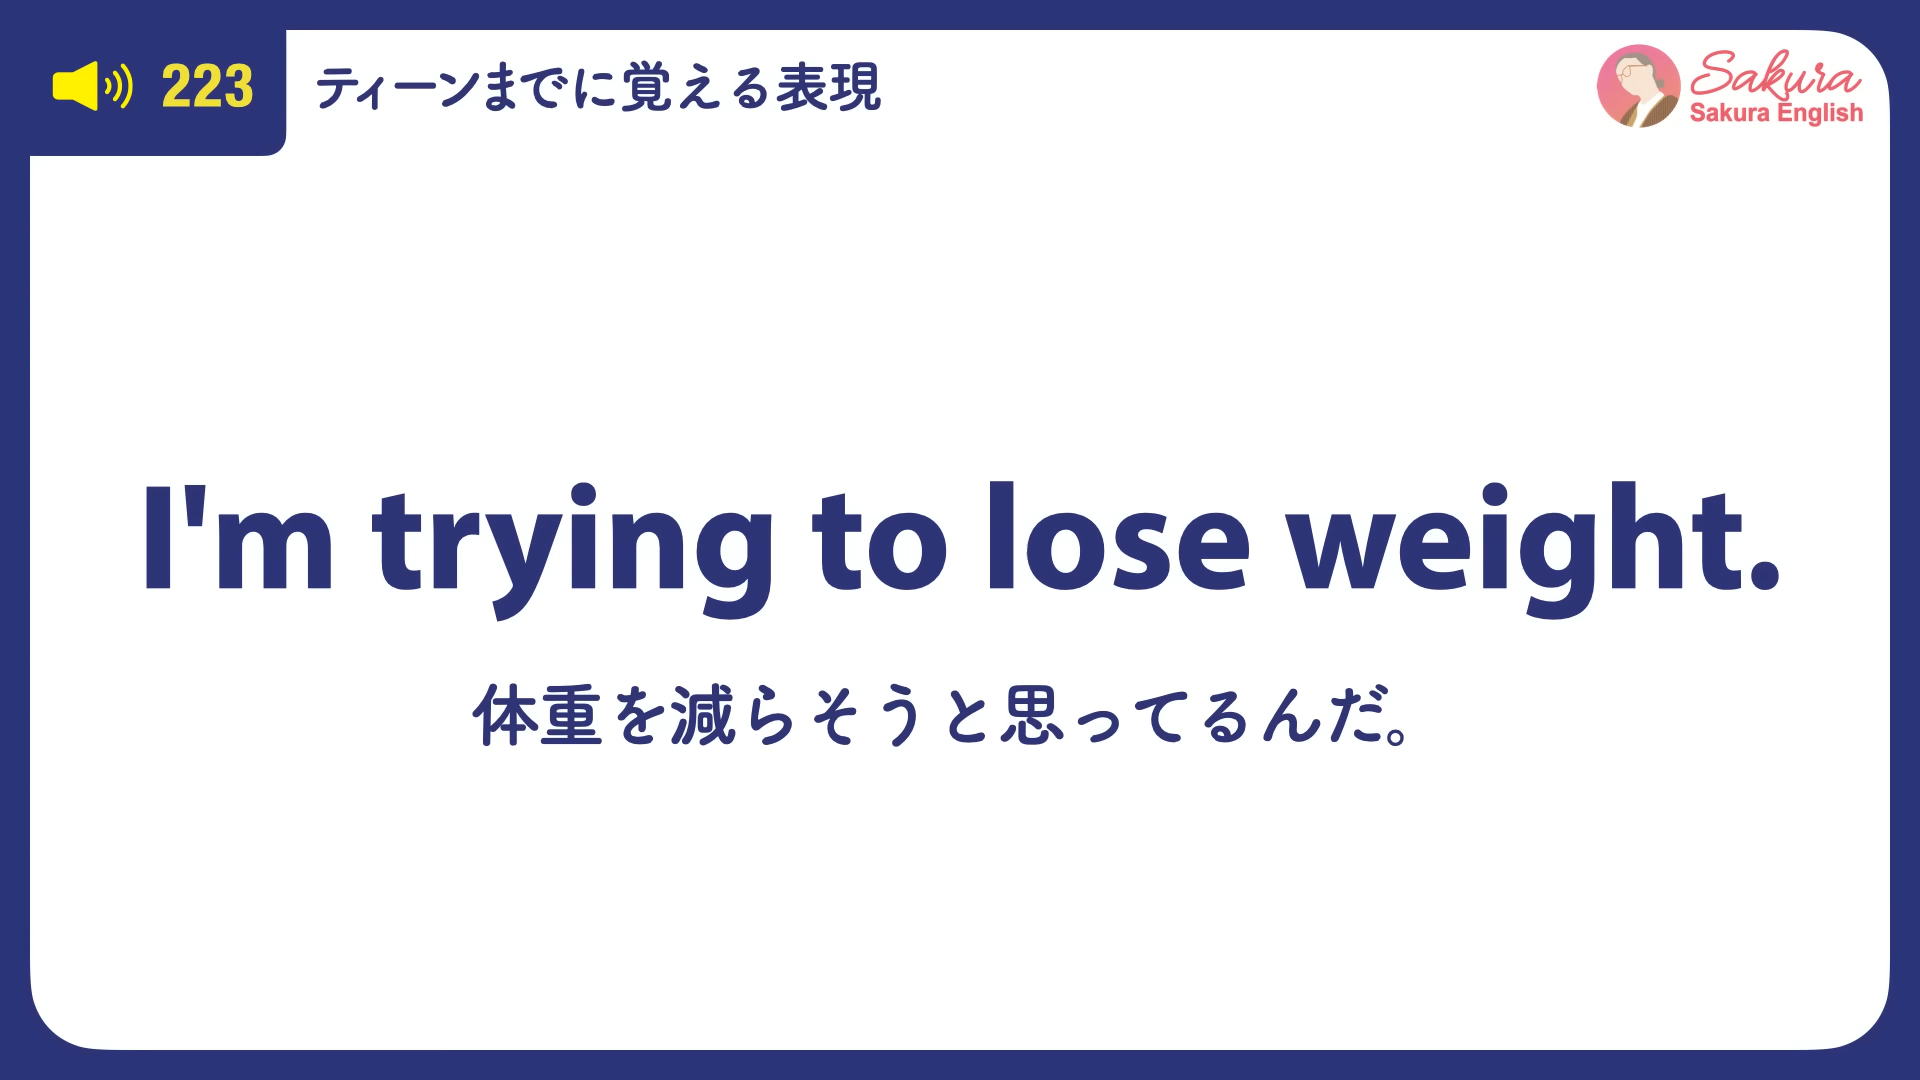 223
ティーンまでに覚える表現
Sakura
Sakura English
I'm trying to lose weight.
体重を減らそうと思ってるんだ。